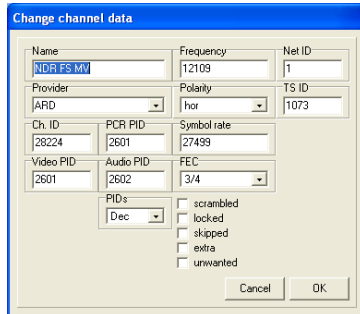 Change channel data
Name Frequency Net ID
NDR FS MV 12109 1
Provider Polarity TS ID
ARD hor 1073
Ch. ID PCR PID Symbol rate
28224 2601 27499
Video PID Audio PID FEC
2601 2602 3/4
PIDs
Dec
scrambled
locked
skipped
extra
unwanted
Cancel OK